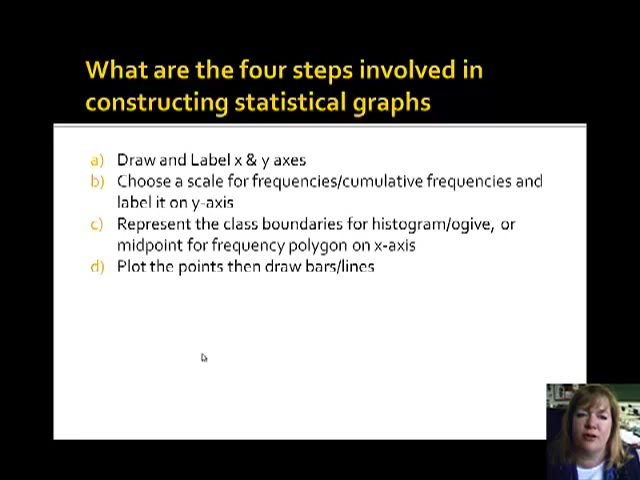 What are the four steps involved in
constructing statistical graphs
a) Draw and Label x & y axes
b) Choose a scale for frequencies/cumulative frequencies and
label it on y-axis
c) Represent the class boundaries for histogram/ogive, or
midpoint for frequency polygon on x-axis
d) Plot the points then draw bars/lines